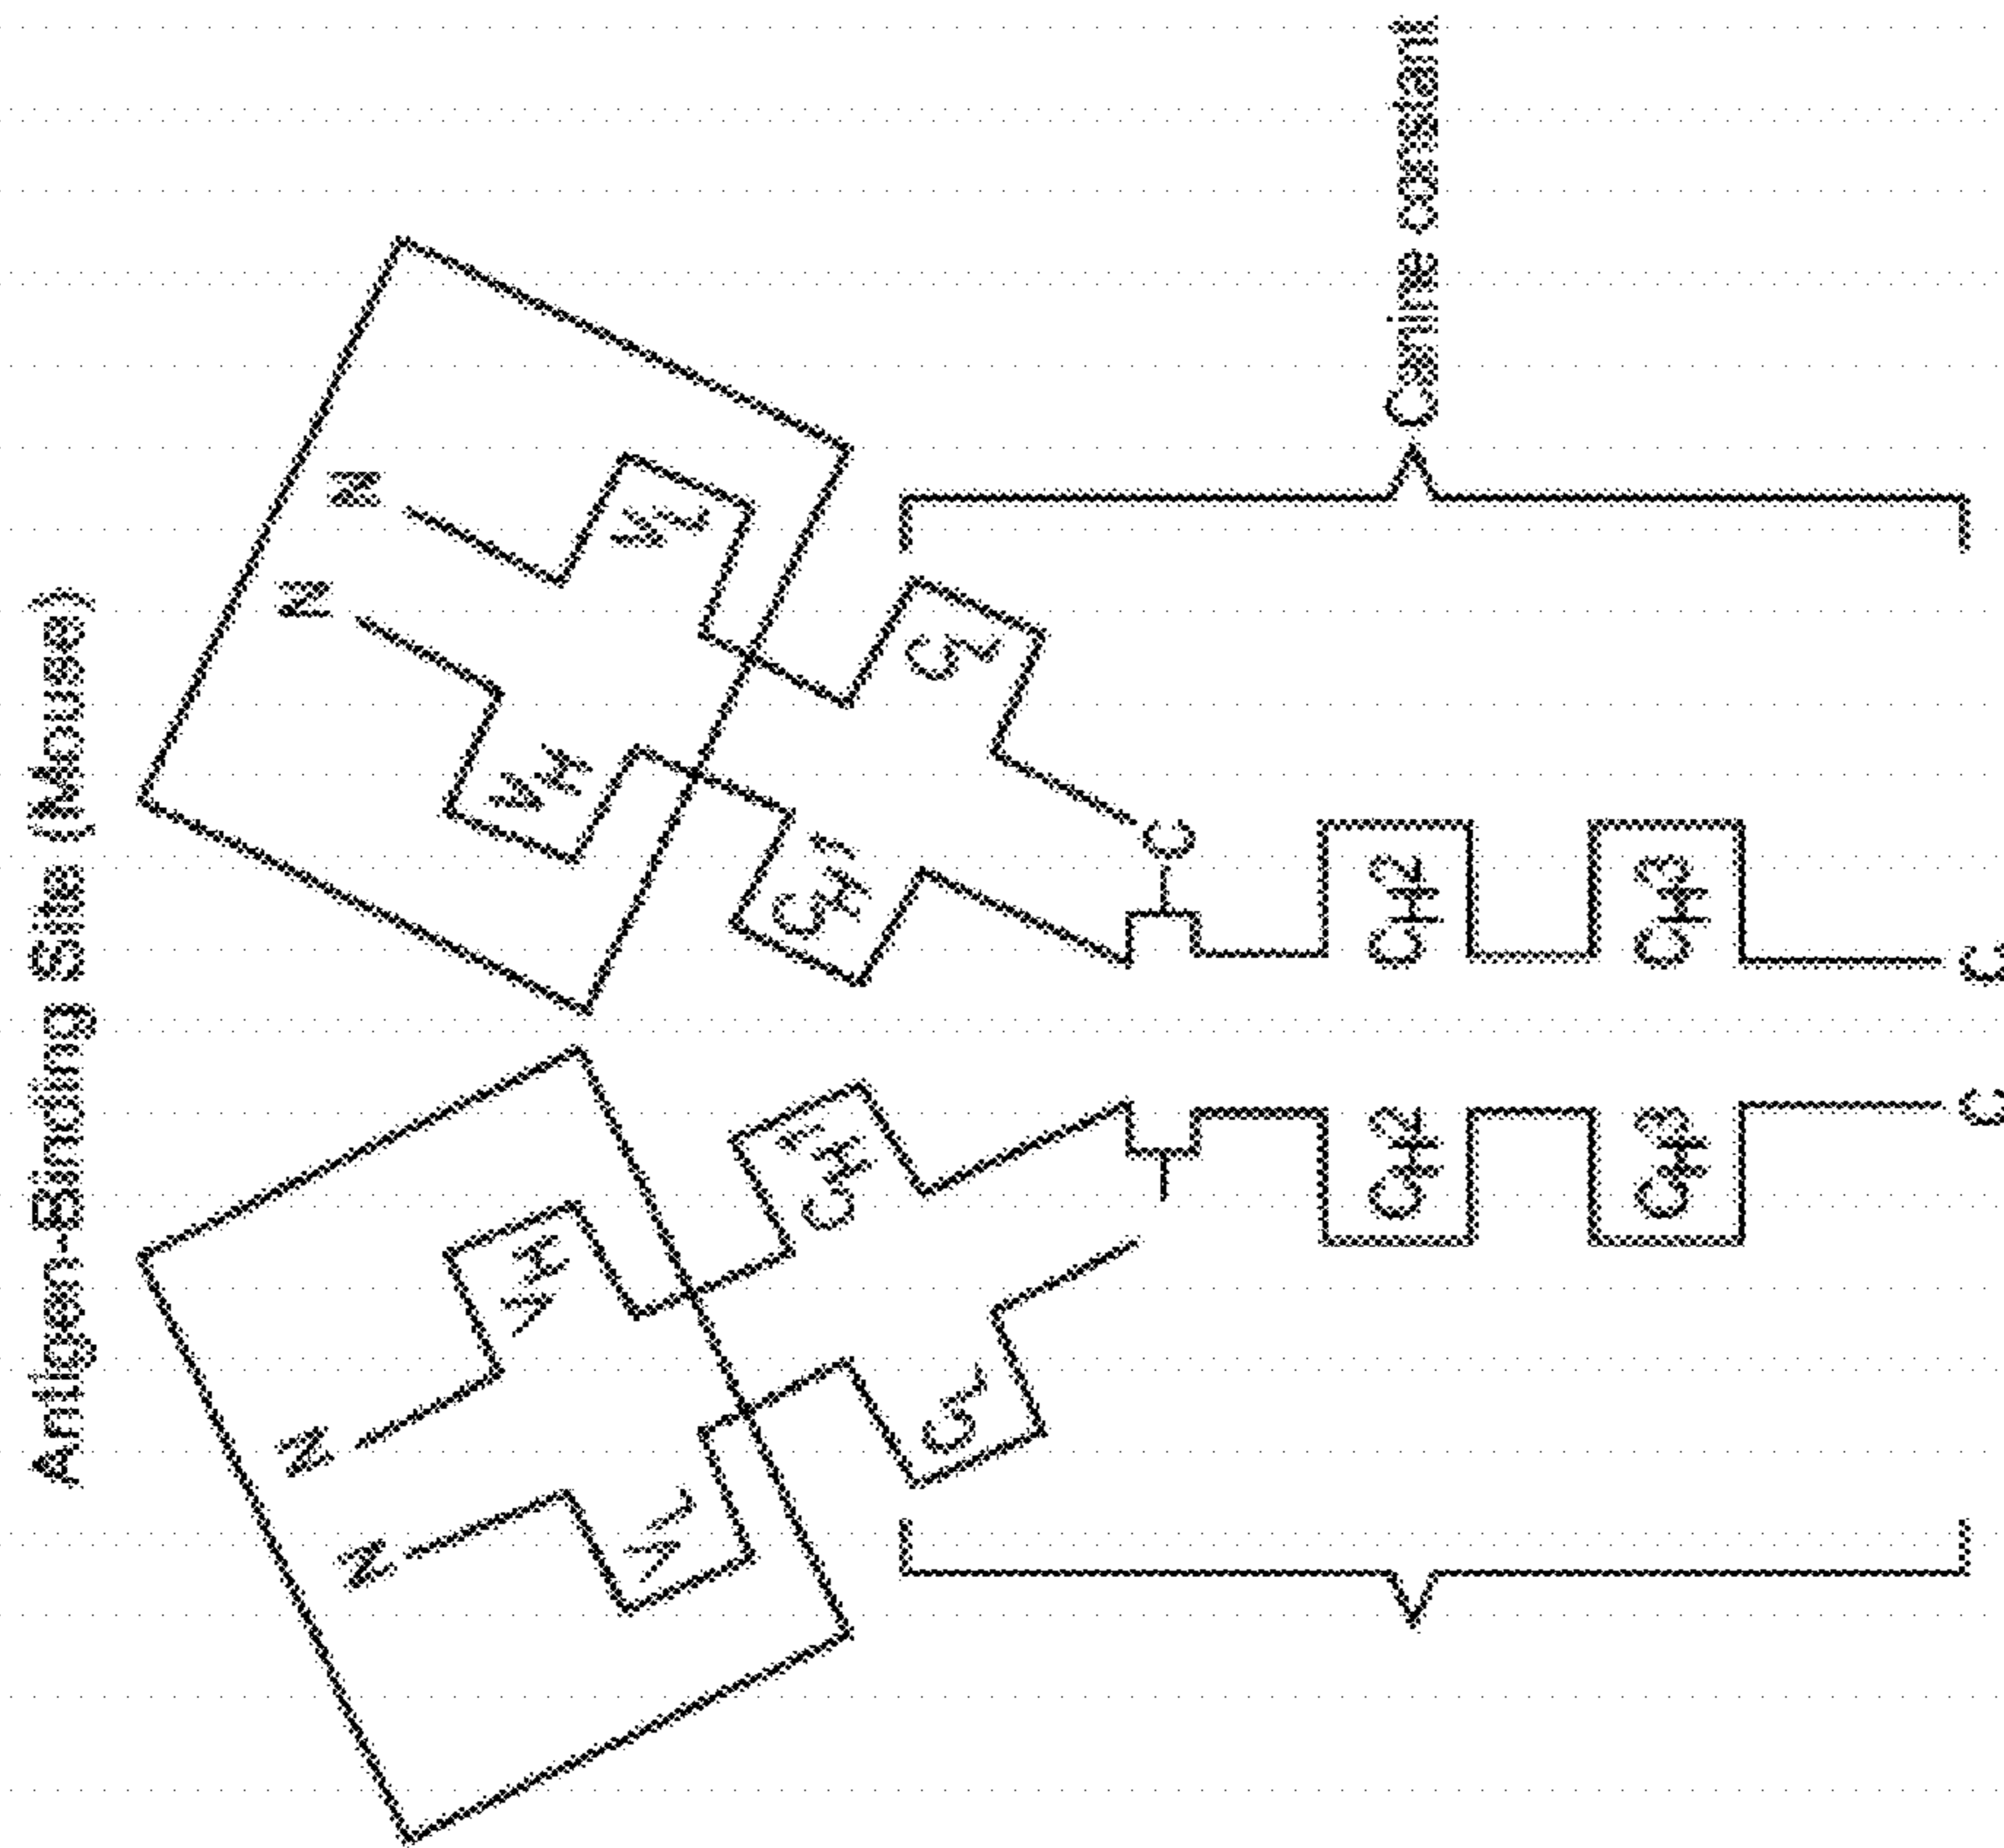 Antigen-Binding Site (Mouse)
N
N
N
N
VL
VH
VH
VL
CL
CH1
CH1
CL
C
CH2
CH2
CH3
CH3
C
C
Canine constant